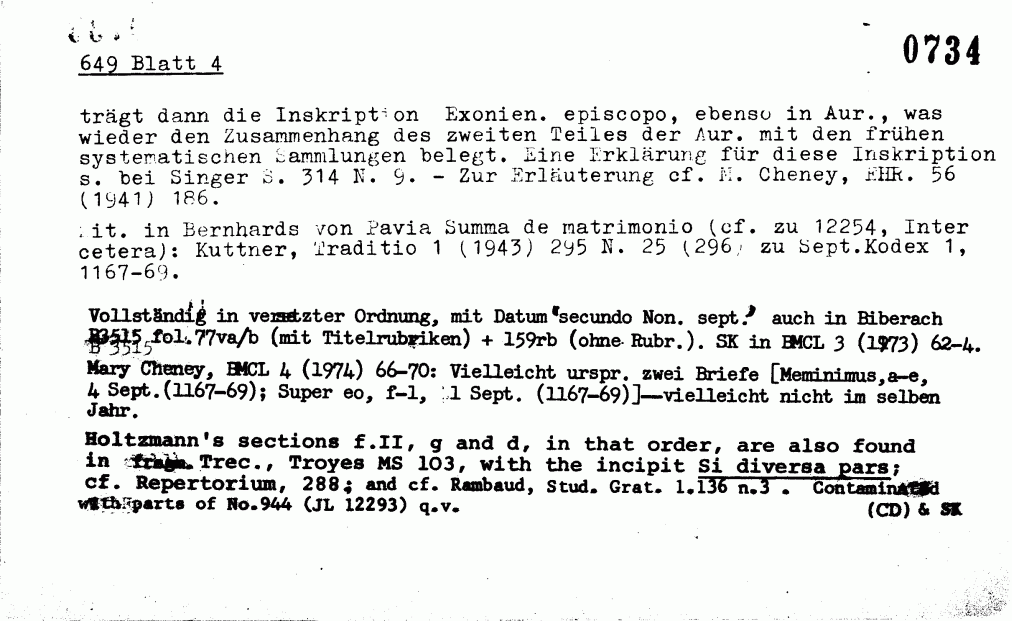 0734
649 Blatt 4
trägt dann die Inskription Exonien. episcopo, ebenso in Aur., was
wieder den Zusammenhang des zweiten Teiles der Aur. mit den frühen
systematischen Sammlungen belegt. Eine Erklärung für diese Inskription
s. bei Singer S. 314 N. 9. - Zur Erläuterung cf. M. Cheney, EHR. 56
(1941) 186.
it. in Bernhards von Pavia Summa de matrimonio (cf. zu 12254, Inter
cetera): Kuttner, Traditio 1 (1943) 295 N. 25 (296) zu Sept.Kodex 1,
1167-69.
Vollständig in versetzter Ordnung, mit Datum "secundo Non. sept." auch in Biberach
B3515 fol.77va/b (mit Titelrubriken) + 159rb (ohne Rubr.). SK in BMCL 3 (1973) 62-4.
B 3515
Mary Cheney, BMCL 4 (1974) 66-70: Vielleicht urspr. zwei Briefe [Meminimus,a-e,
4 Sept.(1167-69); Super eo, f-l, 1 Sept. (1167-69)]—vielleicht nicht im selben
Jahr.
Holtzmann's sections f.II, g and d, in that order, are also found
in Trec., Troyes MS 103, with the incipit Si diversa pars;
cf. Repertorium, 288; and cf. Rambaud, Stud. Grat. 1.136 n.3 . Contaminated
with parts of No.944 (JL 12293) q.v.
(CD) & SK